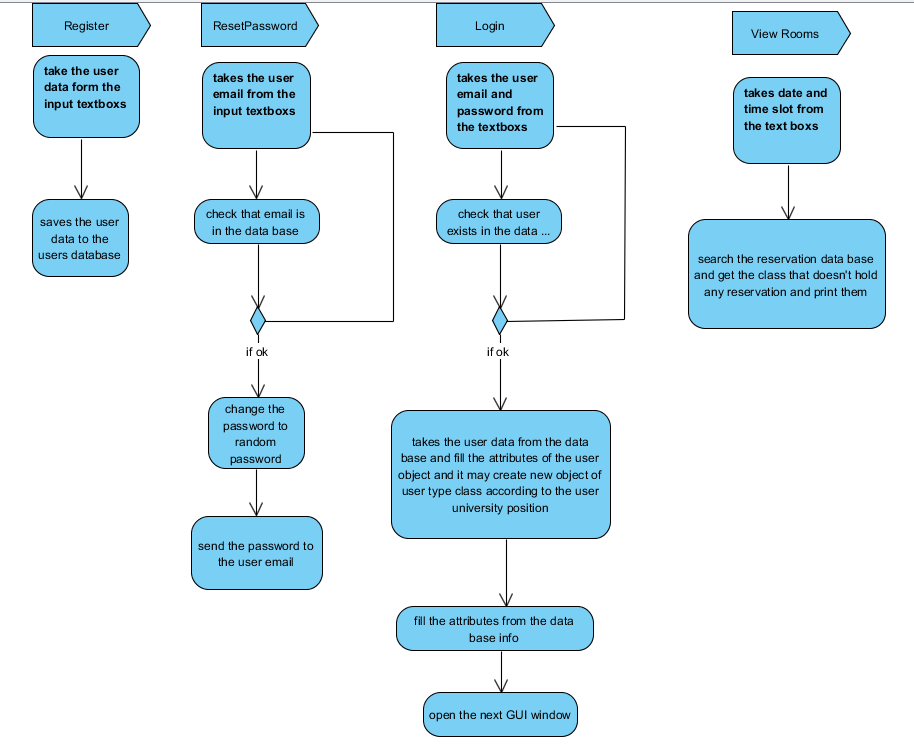 Register
take the user
data form the
input textboxs
saves the user
data to the
users database
ResetPassword
takes the user
email from the
input textboxs
check that email is
in the data base
if ok
change the
password to
random
password
send the password to
the user email
Login
takes the user
email and
password from
the textboxs
check that user
exists in the data ...
if ok
takes the user data from the data
base and fill the attributes of the user
object and it may create new object of
user type class according to the user
university position
fill the attributes from the data
base info
open the next GUI window
View Rooms
takes date and
time slot from
the text boxs
search the reservation data base
and get the class that doesn't hold
any reservation and print them